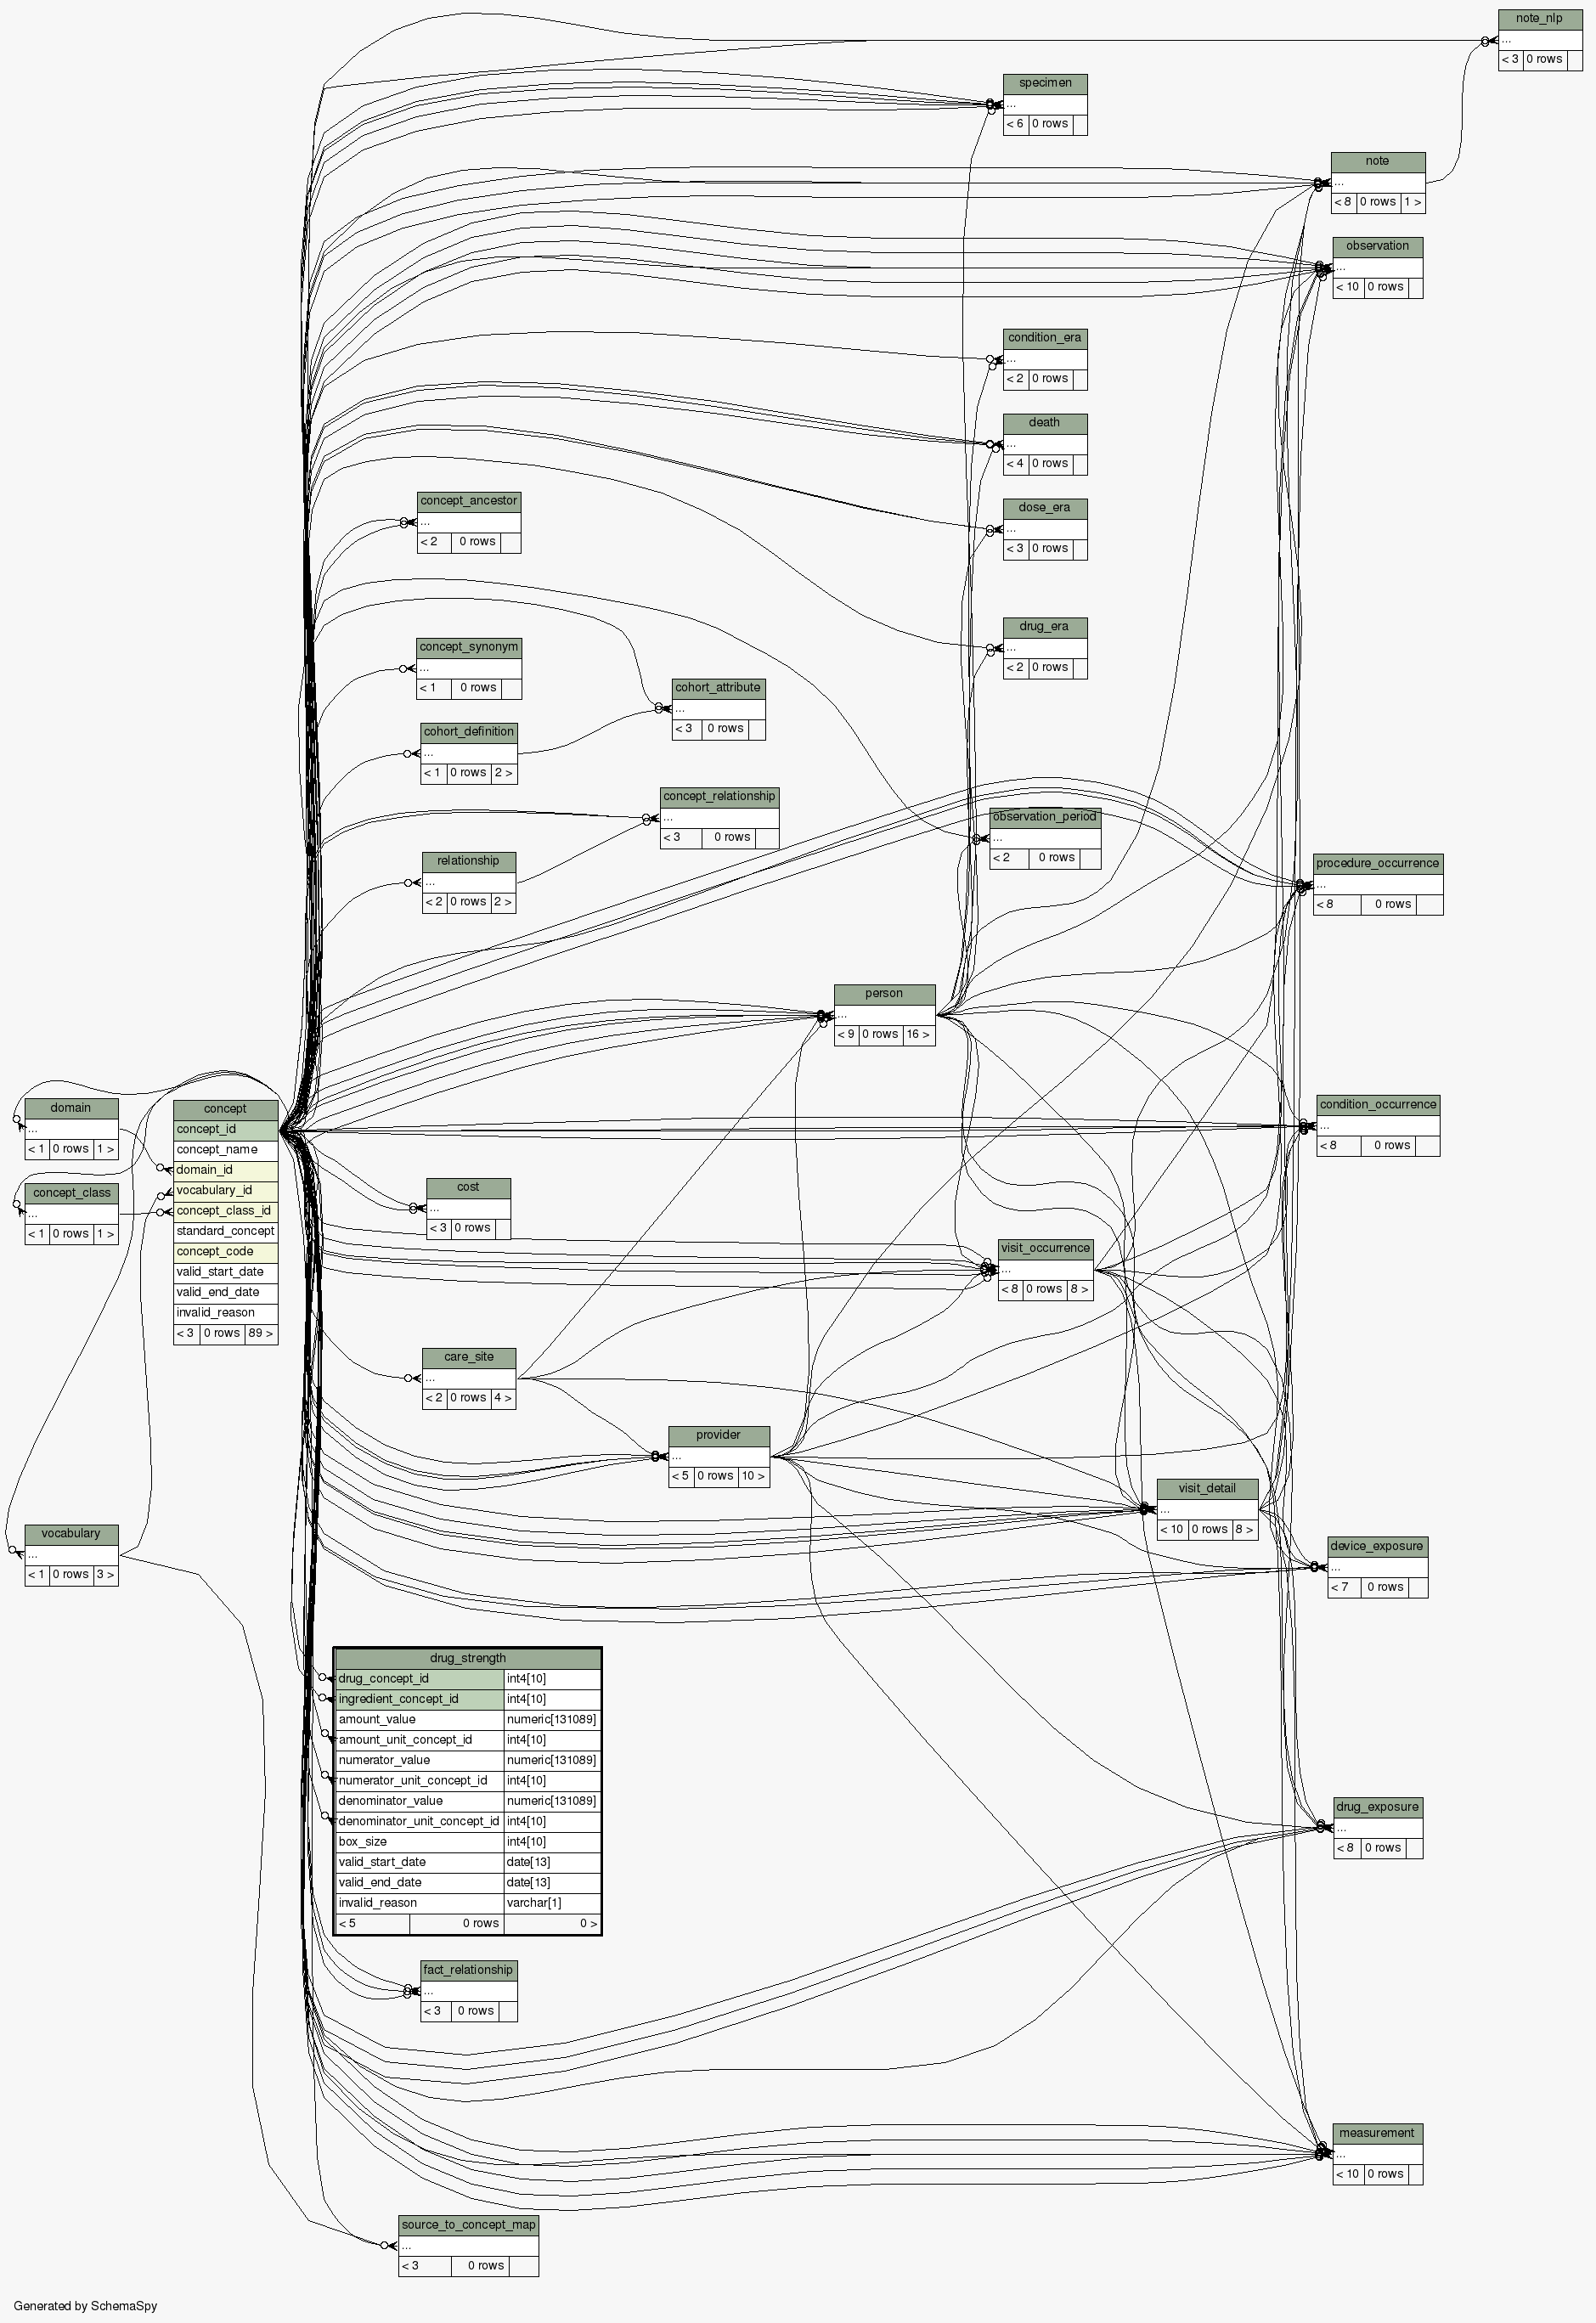 note_nlp
...
< 3 0 rows
specimen
...
< 6 0 rows
note
...
< 8 0 rows 1 >
observation
...
< 10 0 rows
condition_era
...
< 2 0 rows
death
...
< 4 0 rows
concept_ancestor
...
< 2 0 rows
dose_era
...
< 3 0 rows
drug_era
...
< 2 0 rows
concept_synonym
...
< 1 0 rows
cohort_attribute
...
< 3 0 rows
cohort_definition
...
< 1 0 rows 2 >
concept_relationship
...
< 3 0 rows
observation_period
...
< 2 0 rows
relationship
...
< 2 0 rows 2 >
procedure_occurrence
...
< 8 0 rows
person
...
< 9 0 rows 16 >
condition_occurrence
...
< 8 0 rows
domain
...
< 1 0 rows 1 >
concept_class
...
< 1 0 rows 1 >
concept
concept_id
concept_name
domain_id
vocabulary_id
concept_class_id
standard_concept
concept_code
valid_start_date
valid_end_date
invalid_reason
< 3 0 rows 89 >
cost
...
< 3 0 rows
visit_occurrence
...
< 8 0 rows 8 >
care_site
...
< 2 0 rows 4 >
provider
...
< 5 0 rows 10 >
visit_detail
...
< 10 0 rows 8 >
vocabulary
...
< 1 0 rows 3 >
device_exposure
...
< 7 0 rows
drug_strength
drug_concept_id int4[10]
ingredient_concept_id int4[10]
amount_value numeric[131089]
amount_unit_concept_id int4[10]
numerator_value numeric[131089]
numerator_unit_concept_id int4[10]
denominator_value numeric[131089]
denominator_unit_concept_id int4[10]
box_size int4[10]
valid_start_date date[13]
valid_end_date date[13]
invalid_reason varchar[1]
< 5 0 rows 0 >
drug_exposure
...
< 8 0 rows
fact_relationship
...
< 3 0 rows
measurement
...
< 10 0 rows
source_to_concept_map
...
< 3 0 rows
Generated by SchemaSpy